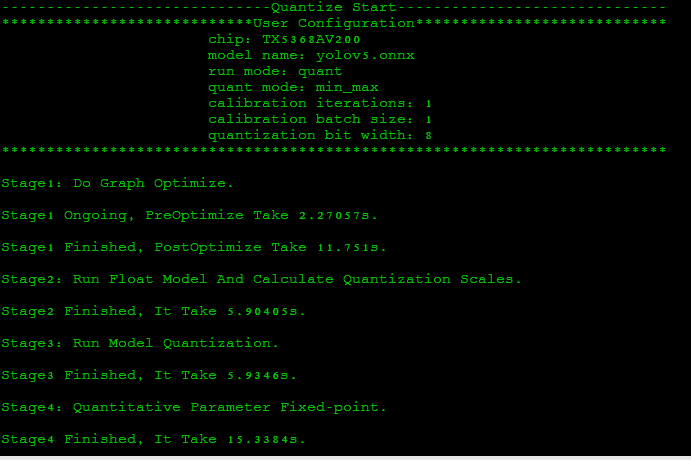 ------------------------------Quantize Start------------------------------
****************************User Configuration****************************
chip: TX5368AV200
model name: yolov5.onnx
run mode: quant
quant mode: min_max
calibration iterations: 1
calibration batch size: 1
quantization bit width: 8
**************************************************************************
Stage1: Do Graph Optimize.
Stage1 Ongoing, PreOptimize Take 2.27057s.
Stage1 Finished, PostOptimize Take 11.751s.
Stage2: Run Float Model And Calculate Quantization Scales.
Stage2 Finished, It Take 5.90405s.
Stage3: Run Model Quantization.
Stage3 Finished, It Take 5.9346s.
Stage4: Quantitative Parameter Fixed-point.
Stage4 Finished, It Take 15.3384s.